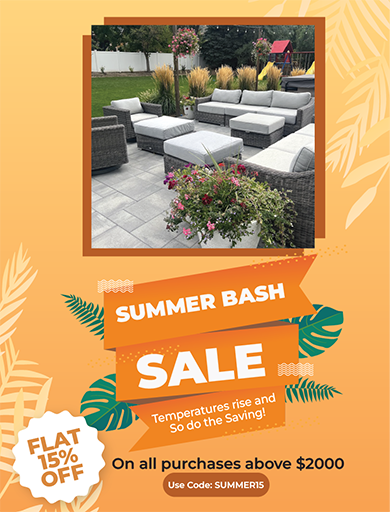 SUMMER BASH
SALE
Temperatures rise and
So do the Saving!
FLAT
15%
OFF
On all purchases above $2000
Use Code: SUMMER15